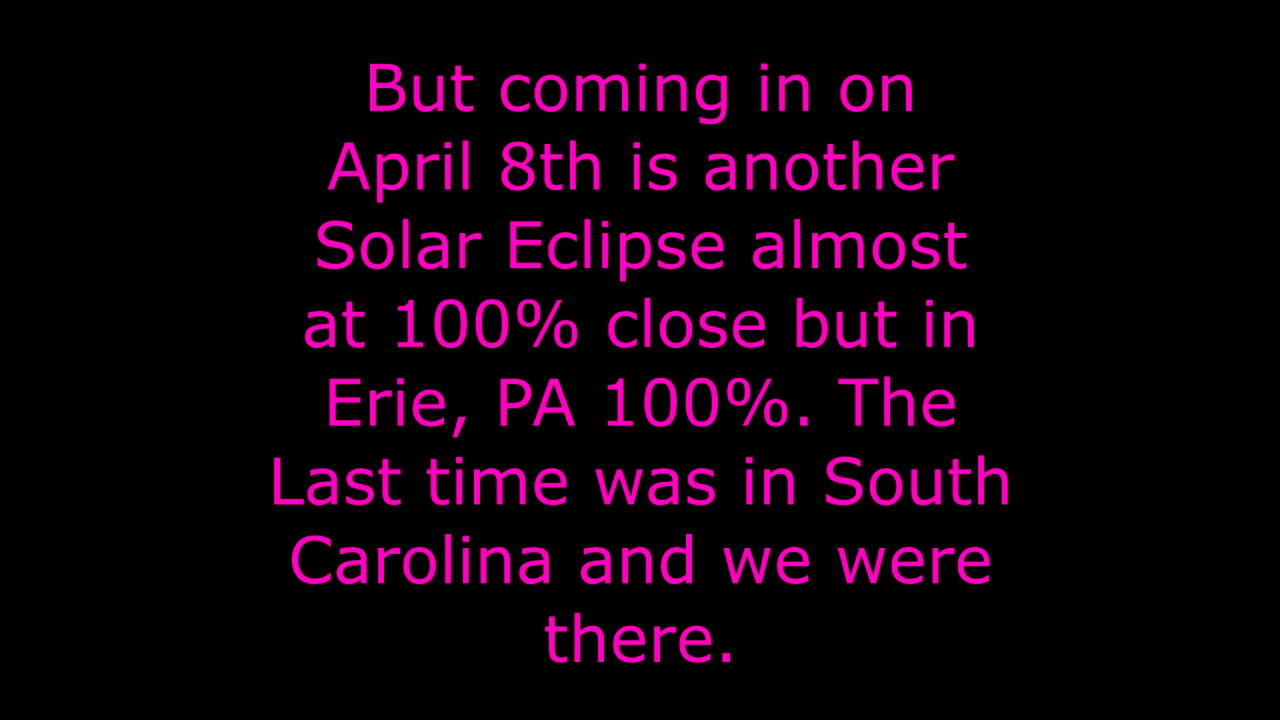 But coming in on
April 8th is another
Solar Eclipse almost
at 100% close but in
Erie, PA 100%. The
Last time was in South
Carolina and we were
there.